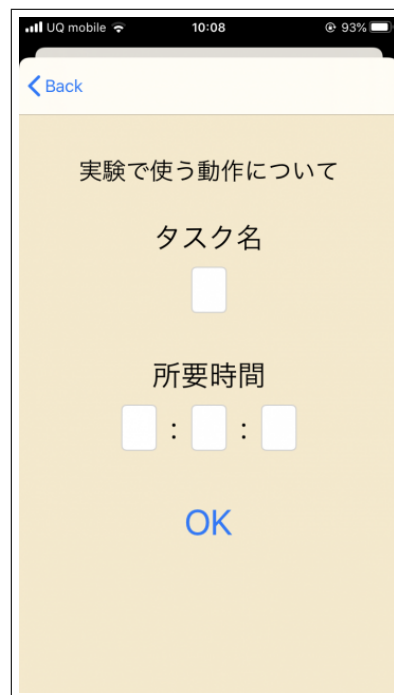 UQ mobile 10:08 93%
Back
実験で使う動作について
タスク名
所要時間
: :
OK